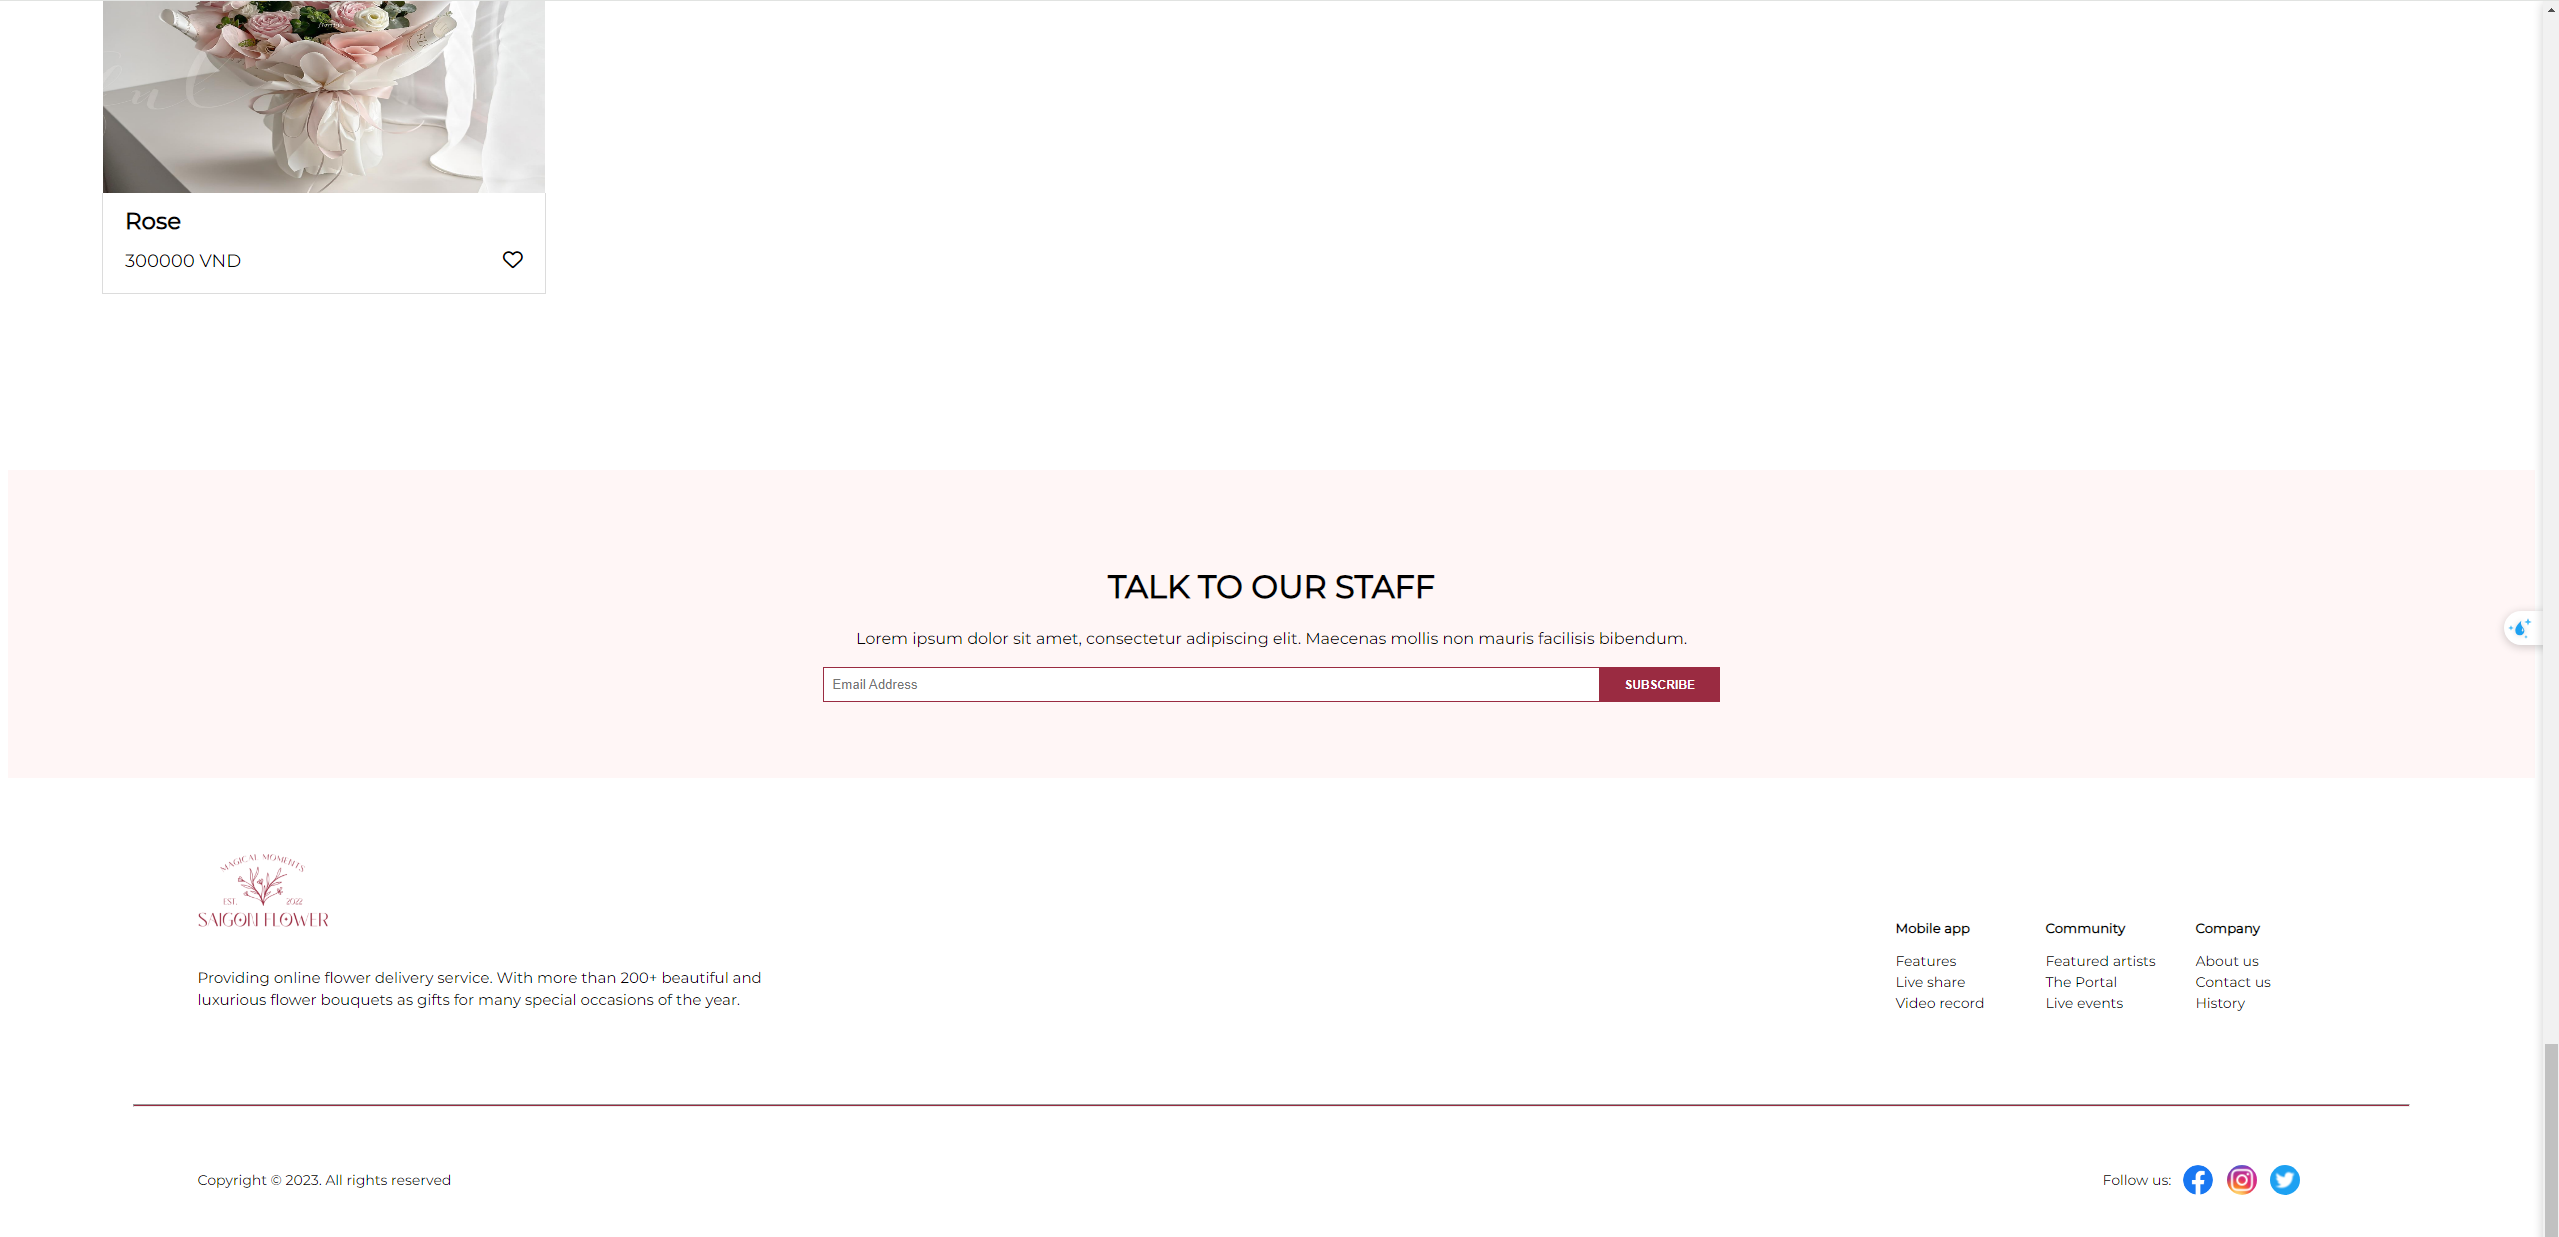 Rose
300000 VND
TALK TO OUR STAFF
Lorem ipsum dolor sit amet, consectetur adipiscing elit. Maecenas mollis non mauris facilisis bibendum.
Email Address
SUBSCRIBE
MAGICAL MOMENTS
EST. 2022
SAIGON FLOWER
Providing online flower delivery service. With more than 200+ beautiful and
luxurious flower bouquets as gifts for many special occasions of the year.
Mobile app
Features
Live share
Video record
Community
Featured artists
The Portal
Live events
Company
About us
Contact us
History
Copyright © 2023. All rights reserved
Follow us: